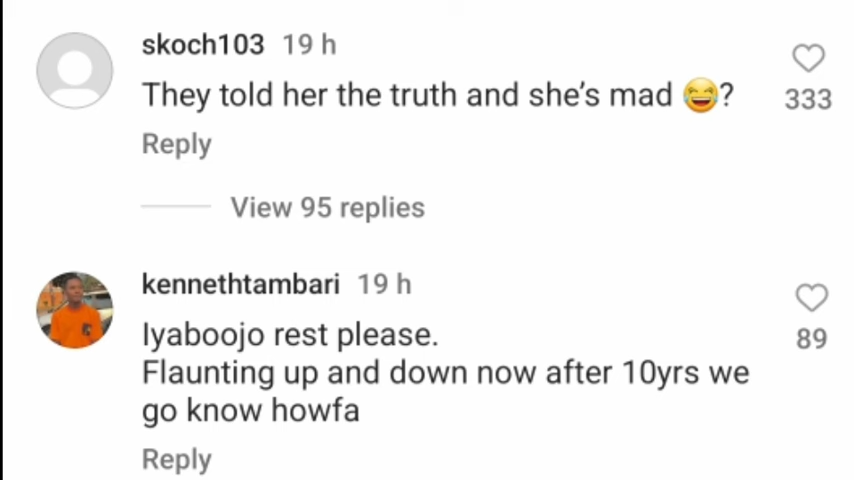 skoch103 19 h
They told her the truth and she's mad 😂?
333
Reply
View 95 replies
kennethtambari 19 h
Iyaboojo rest please.
89
Flaunting up and down now after 10yrs we
go know howfa
Reply